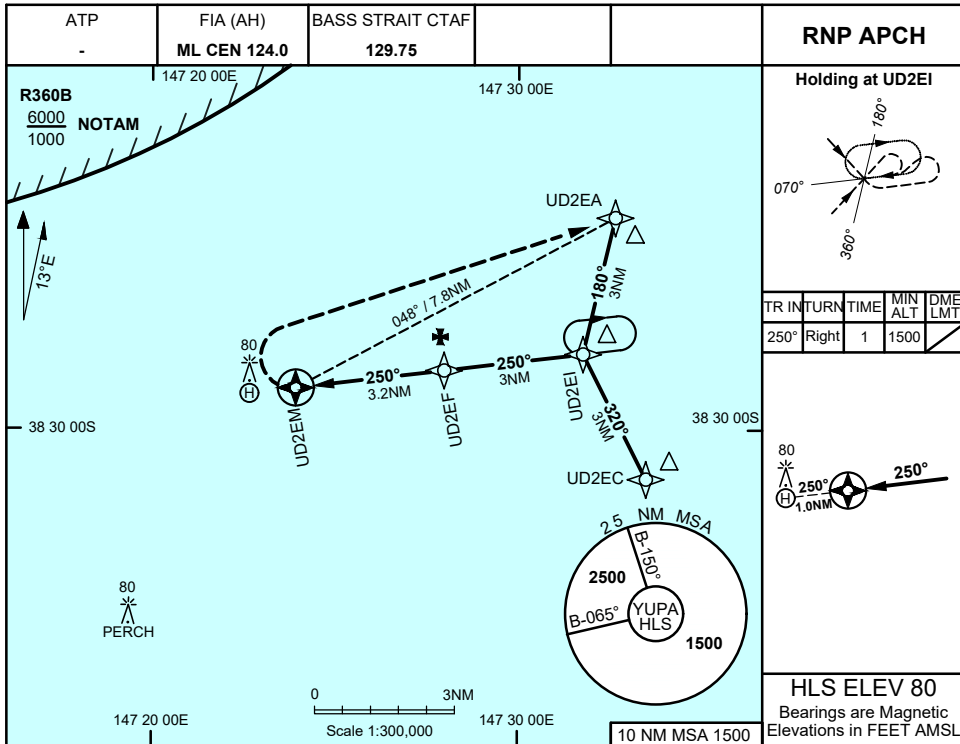 ATP
-
FIA (AH)
ML CEN 124.0
BASS STRAIT CTAF
129.75
RNP APCH
147 20 00E
147 30 00E
R360B
6000
1000
NOTAM
13°E
UD2EA
048° / 7.8NM
180°
3NM
80
H
250°
3.2NM
250°
3NM
UD2EM
UD2EF
UD2EI
320°
3NM
UD2EC
38 30 00S
38 30 00S
80
PERCH
2.5 NM MSA
B-150°
2500
B-065°
YUPA
HLS
1500
0 3NM
Scale 1:300,000
147 20 00E
147 30 00E
10 NM MSA 1500
Holding at UD2EI
180°
070°
360°
TR IN TURN TIME MIN ALT DME LMT
250° Right 1 1500
80
H
250°
1.0NM
250°
HLS ELEV 80
Bearings are Magnetic
Elevations in FEET AMSL